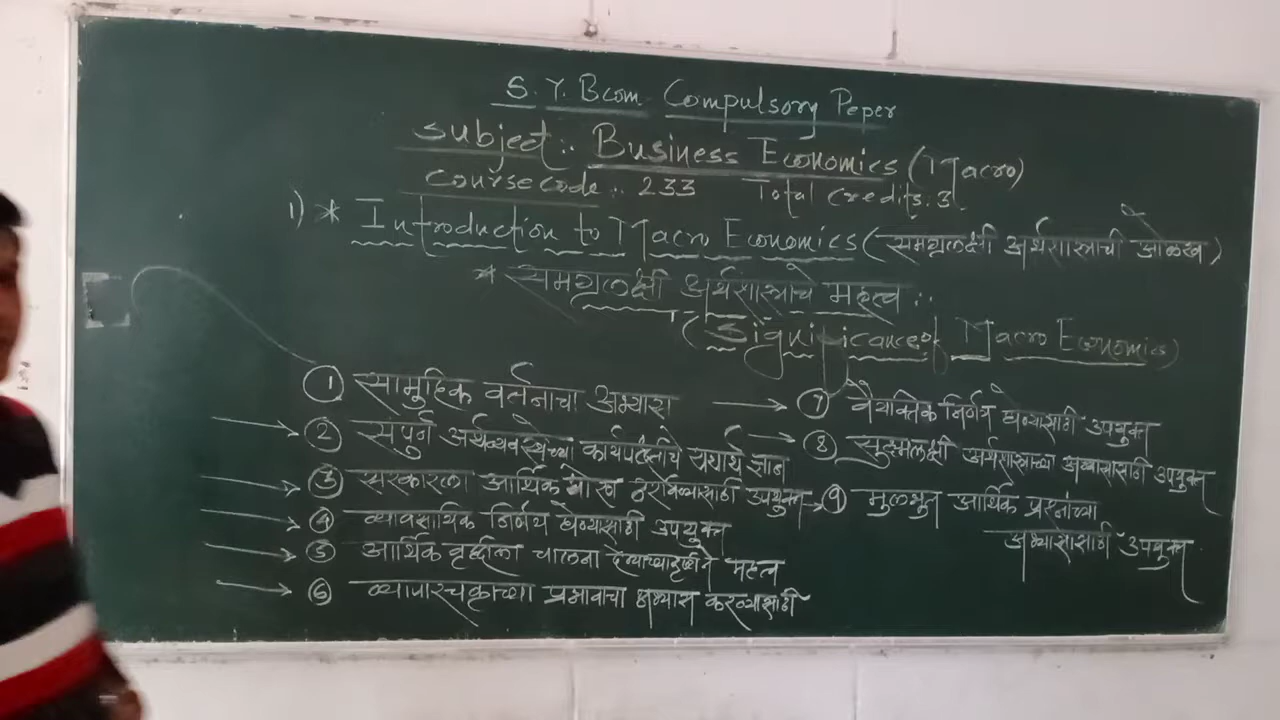 S.Y. Bcom Compulsory Peper
Subject:- Business Economics (Macro)
Course code :- 233 Total Credits. 3
1) * Introduction to Macro Economics (समग्रलक्षी अर्थशास्त्राची ओळख)
* समग्रलक्षी अर्थशास्त्राचे महत्व :-
(Significance of Macro Economics)
① सामुहिक वर्तनाचा अभ्यास
→ ② संपुर्ण अर्थव्यवस्थेच्या कार्यपद्धतीचे यथार्थ ज्ञान
→ ③ सरकारला आर्थिक धोरण ठरविण्यासाठी उपयुक्त
→ ④ व्यावसायिक निर्णय घेण्यासाठी उपयुक्त
→ ⑤ आर्थिक वृद्धीला चालना देण्याच्यादृष्टीने महत्व
→ ⑥ व्यापारचक्राच्या प्रभावाचा अभ्यास करण्यासाठी
→ ⑦ वैयक्तिक निर्णय घेण्यासाठी उपयुक्त
→ ⑧ सुक्ष्मलक्षी अर्थशास्त्राच्या अभ्यासासाठी उपयुक्त
→ ⑨ मुलभुत आर्थिक प्रश्नांच्या
अभ्यासासाठी उपयुक्त